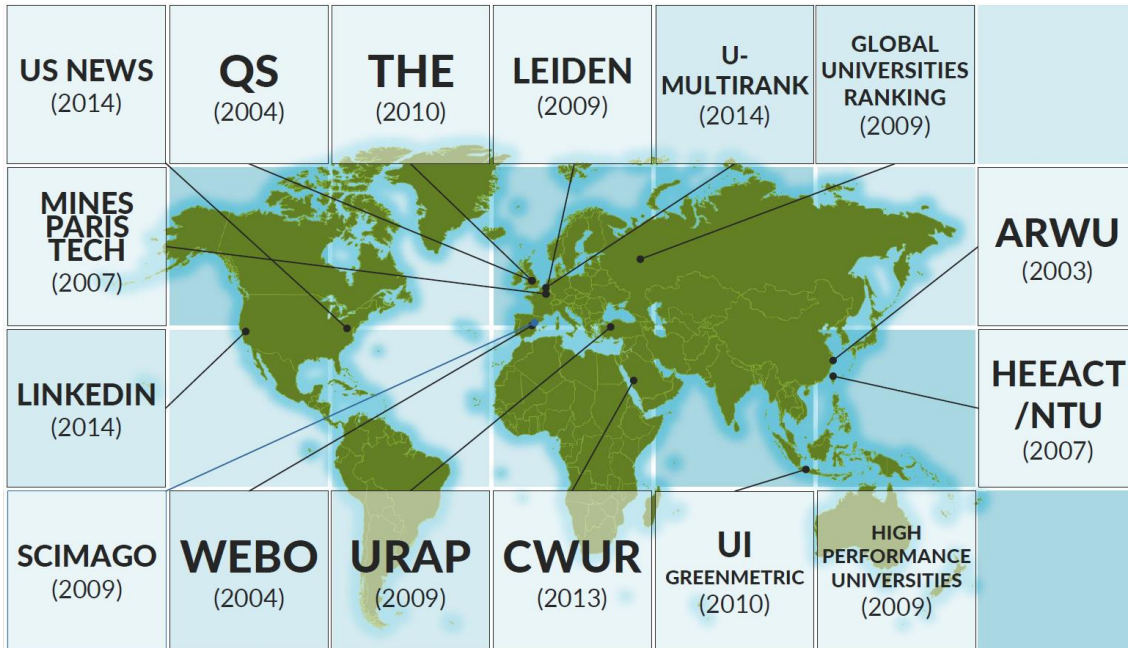 US NEWS
(2014)
QS
(2004)
THE
(2010)
LEIDEN
(2009)
U-
MULTIRANK
(2014)
GLOBAL
UNIVERSITIES
RANKING
(2009)
MINES
PARIS
TECH
(2007)
ARWU
(2003)
LINKEDIN
(2014)
HEEACT
/NTU
(2007)
SCIMAGO
(2009)
WEBO
(2004)
URAP
(2009)
CWUR
(2013)
UI
GREENMETRIC
(2010)
HIGH
PERFORMANCE
UNIVERSITIES
(2009)